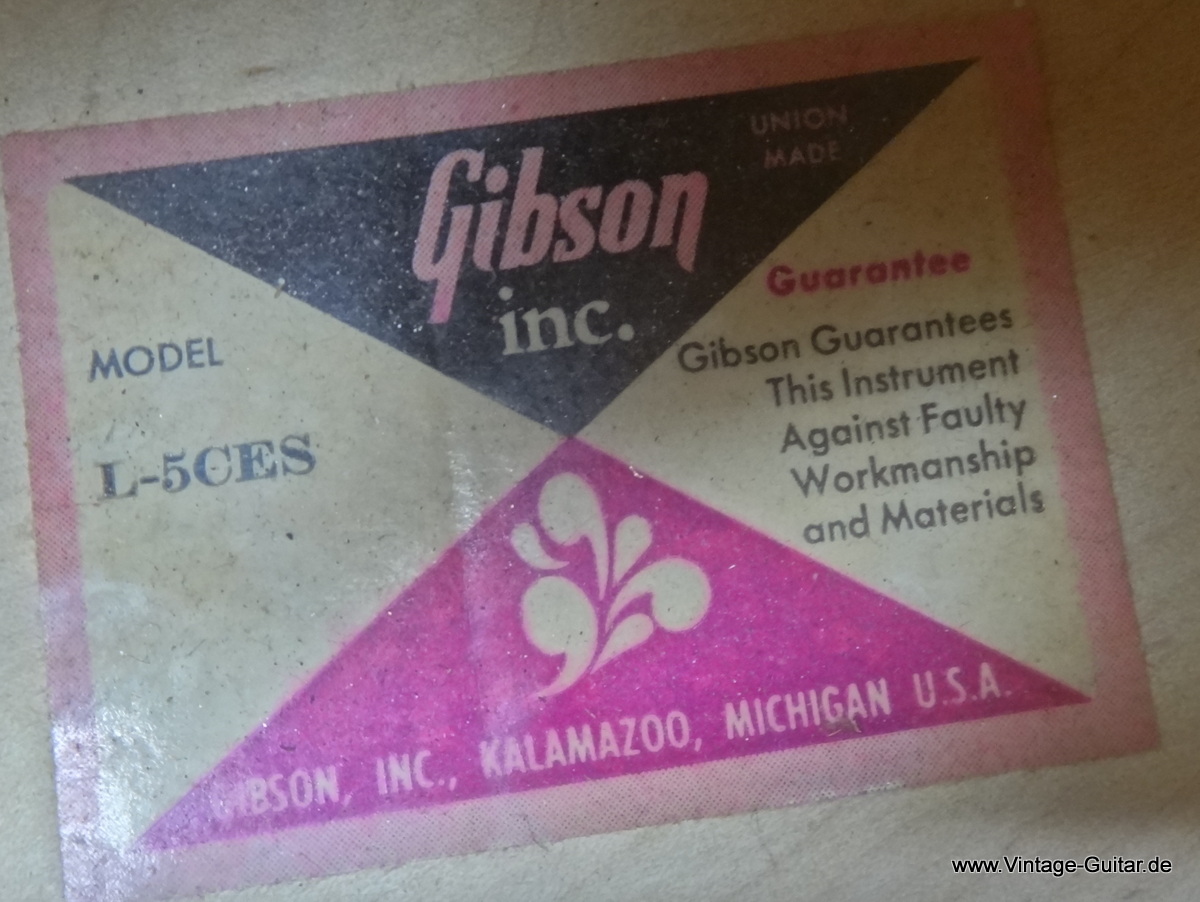 UNION
MADE
Gibson
inc.
MODEL
L-5CES
Guarantee
Gibson Guarantees
This Instrument
Against Faulty
Workmanship
and Materials
GIBSON, INC., KALAMAZOO, MICHIGAN U.S.A.
www.Vintage-Guitar.de